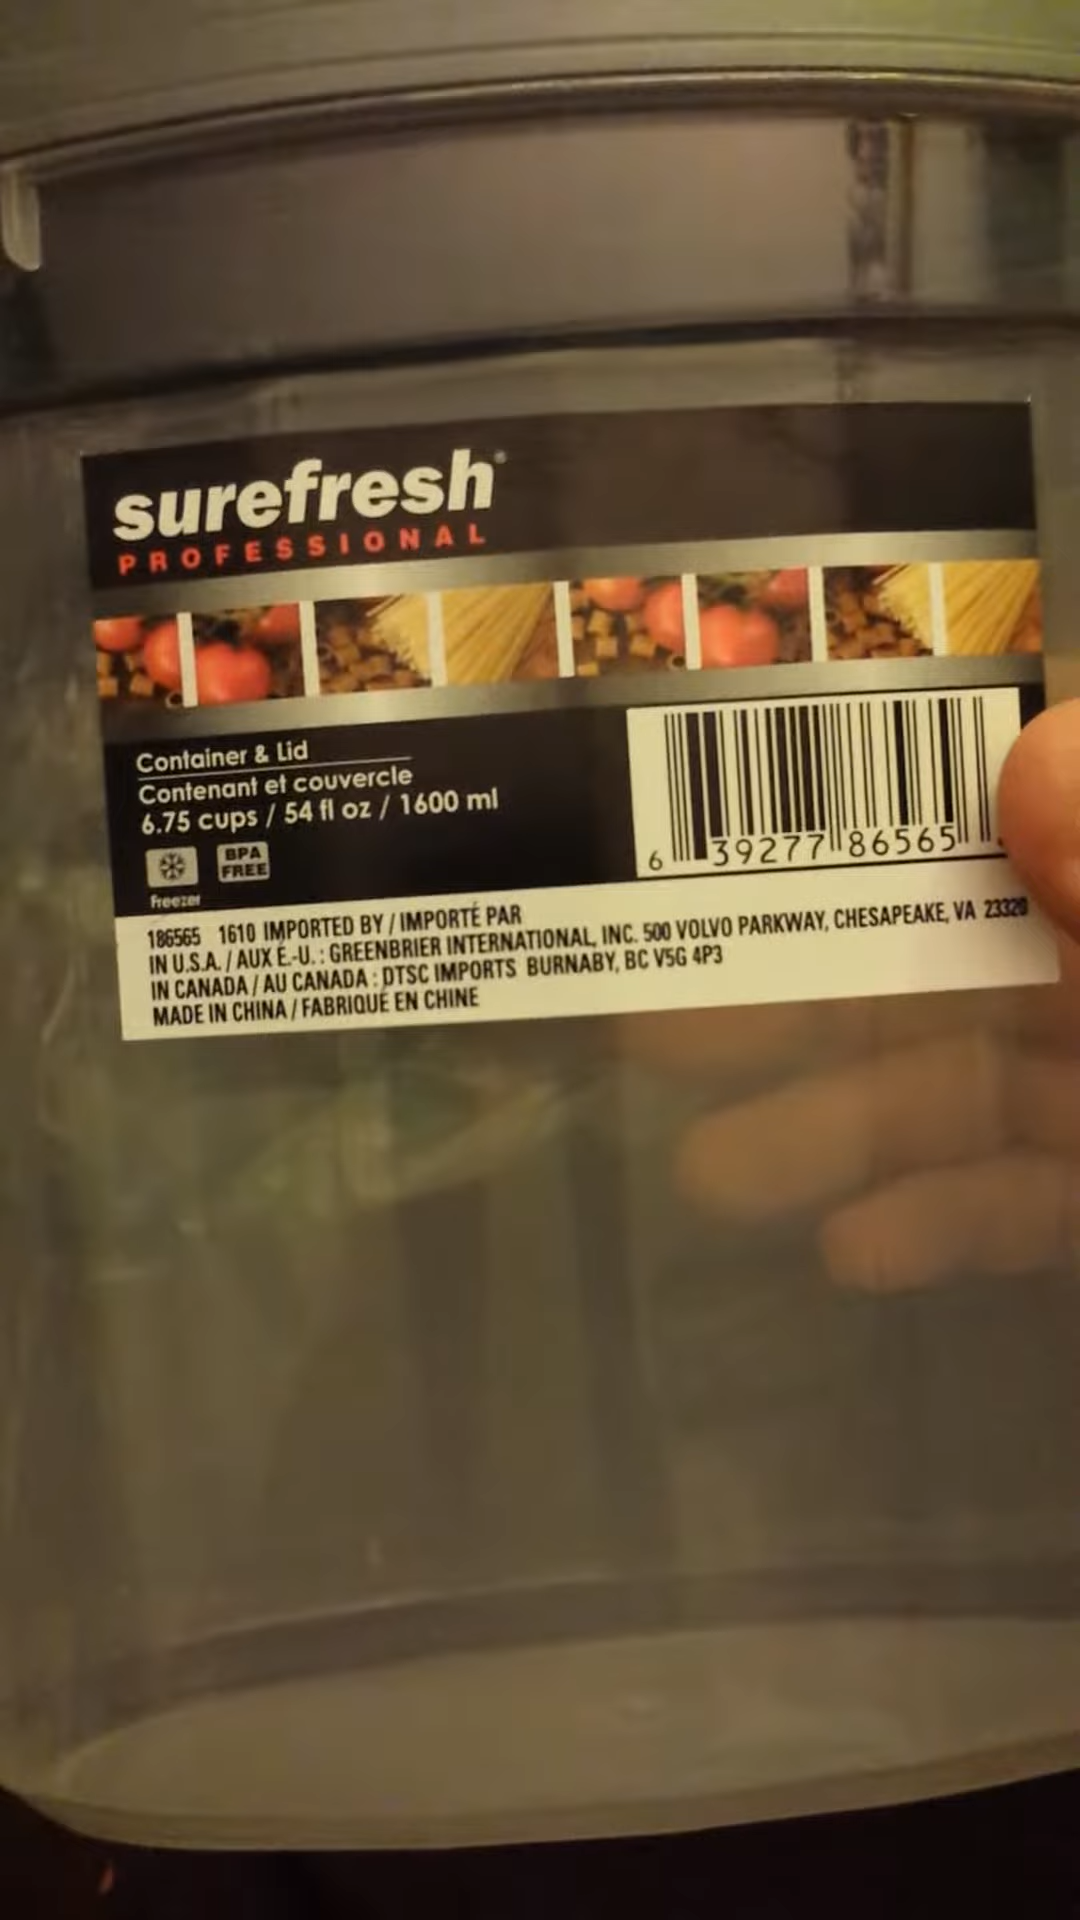 surefresh
PROFESSIONAL
Container & Lid
Contenant et couvercle
6.75 cups / 54 fl oz / 1600 ml
BPA
FREE
freezer
6 39277 86565
186565 1610 IMPORTED BY / IMPORTÉ PAR
IN U.S.A. / AUX É.-U. : GREENBRIER INTERNATIONAL, INC. 500 VOLVO PARKWAY, CHESAPEAKE, VA 23320
IN CANADA / AU CANADA : DTSC IMPORTS BURNABY, BC V5G 4P3
MADE IN CHINA / FABRIQUÉ EN CHINE